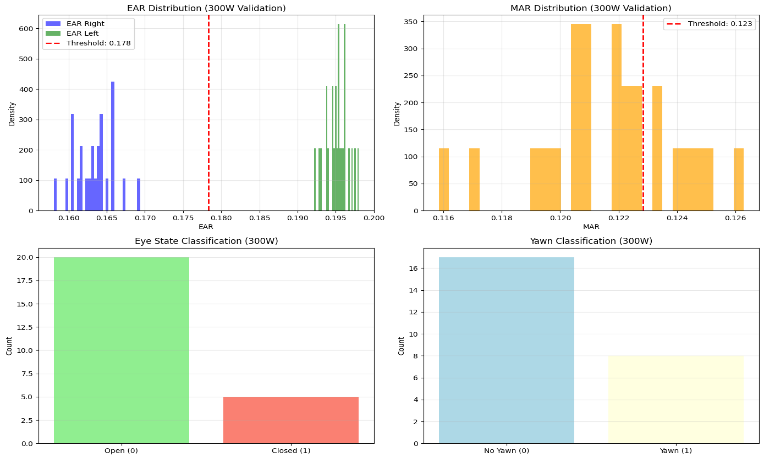 EAR Distribution (300W Validation)
EAR Right
EAR Left
Threshold: 0.178
Density
600
500
400
300
200
100
0
0.160 0.165 0.170 0.175 0.180 0.185 0.190 0.195 0.200
EAR
MAR Distribution (300W Validation)
Threshold: 0.123
Density
350
300
250
200
150
100
50
0
0.116 0.118 0.120 0.122 0.124 0.126
MAR
Eye State Classification (300W)
Count
20.0
17.5
15.0
12.5
10.0
7.5
5.0
2.5
0.0
Open (0) Closed (1)
Yawn Classification (300W)
Count
16
14
12
10
8
6
4
2
0
No Yawn (0) Yawn (1)